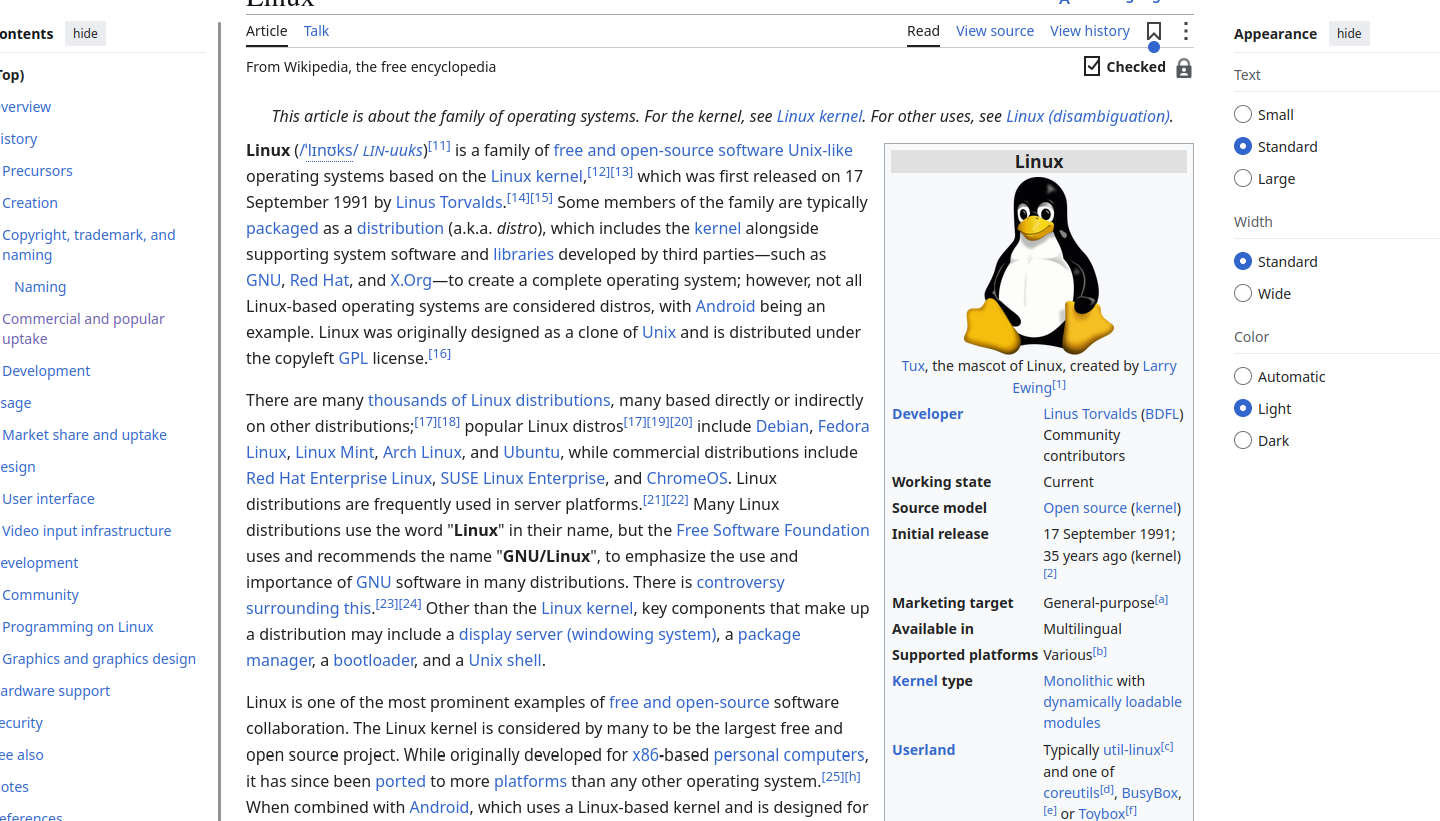 Linux
ontents hide
Top)
verview
istory
Precursors
Creation
Copyright, trademark, and
naming
Naming
Commercial and popular
uptake
Development
sage
Market share and uptake
esign
User interface
Video input infrastructure
evelopment
Community
Programming on Linux
Graphics and graphics design
ardware support
ecurity
ee also
otes
eferences
Article Talk Read View source View history
From Wikipedia, the free encyclopedia Checked
This article is about the family of operating systems. For the kernel, see Linux kernel. For other uses, see Linux (disambiguation).
Linux (/ˈlɪnʊks/ LIN-uuks)[11] is a family of free and open-source software Unix-like
operating systems based on the Linux kernel,[12][13] which was first released on 17
September 1991 by Linus Torvalds.[14][15] Some members of the family are typically
packaged as a distribution (a.k.a. distro), which includes the kernel alongside
supporting system software and libraries developed by third parties—such as
GNU, Red Hat, and X.Org—to create a complete operating system; however, not all
Linux-based operating systems are considered distros, with Android being an
example. Linux was originally designed as a clone of Unix and is distributed under
the copyleft GPL license.[16]
There are many thousands of Linux distributions, many based directly or indirectly
on other distributions;[17][18] popular Linux distros[17][19][20] include Debian, Fedora
Linux, Linux Mint, Arch Linux, and Ubuntu, while commercial distributions include
Red Hat Enterprise Linux, SUSE Linux Enterprise, and ChromeOS. Linux
distributions are frequently used in server platforms.[21][22] Many Linux
distributions use the word "Linux" in their name, but the Free Software Foundation
uses and recommends the name "GNU/Linux", to emphasize the use and
importance of GNU software in many distributions. There is controversy
surrounding this.[23][24] Other than the Linux kernel, key components that make up
a distribution may include a display server (windowing system), a package
manager, a bootloader, and a Unix shell.
Linux is one of the most prominent examples of free and open-source software
collaboration. The Linux kernel is considered by many to be the largest free and
open source project. While originally developed for x86-based personal computers,
it has since been ported to more platforms than any other operating system.[25][h]
When combined with Android, which uses a Linux-based kernel and is designed for
Linux
Tux, the mascot of Linux, created by Larry
Ewing[1]
Developer Linus Torvalds (BDFL)
Community
contributors
Working state Current
Source model Open source (kernel)
Initial release 17 September 1991;
35 years ago (kernel)
[2]
Marketing target General-purpose[a]
Available in Multilingual
Supported platforms Various[b]
Kernel type Monolithic with
dynamically loadable
modules
Userland Typically util-linux[c]
and one of
coreutils[d], BusyBox,
[e] or Toybox[f]
Appearance hide
Text
Small
Standard
Large
Width
Standard
Wide
Color
Automatic
Light
Dark